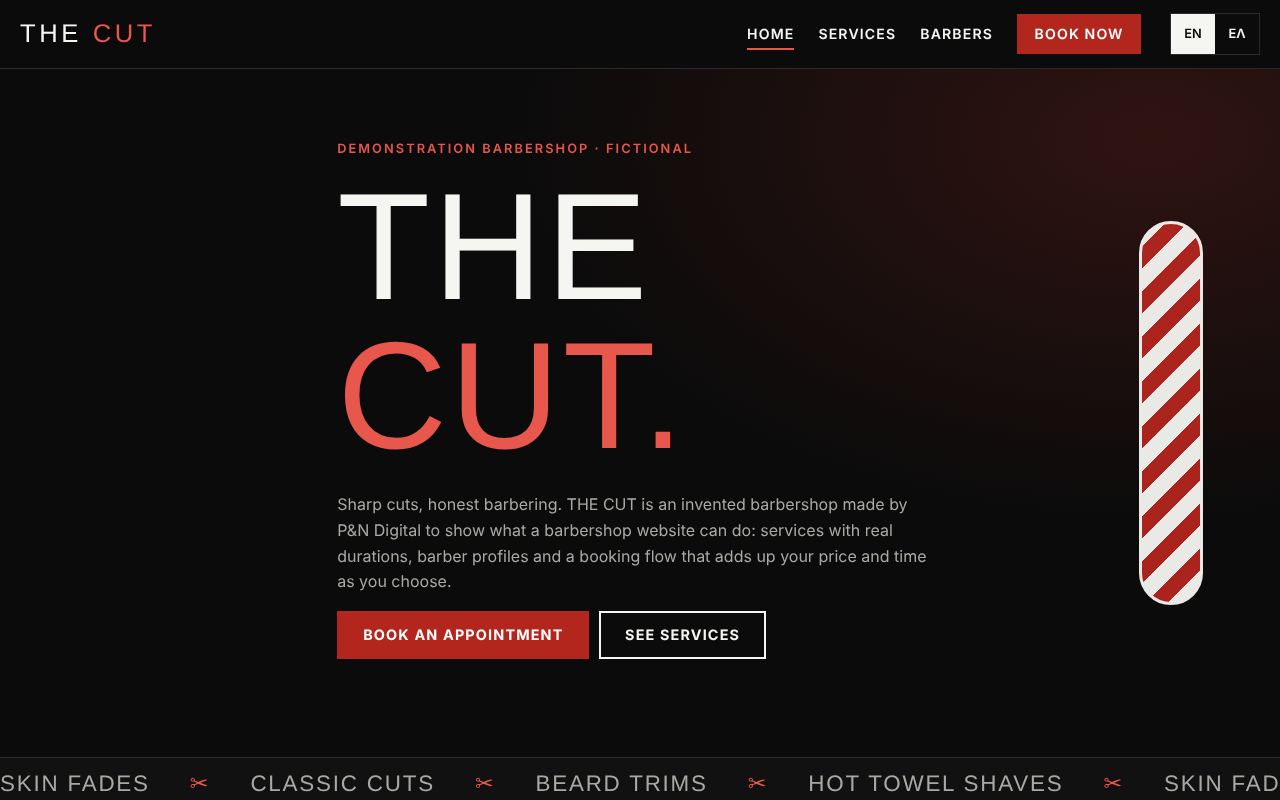 THE CUT
HOME SERVICES BARBERS BOOK NOW EN ΕΛ
DEMONSTRATION BARBERSHOP · FICTIONAL
THE
CUT.
Sharp cuts, honest barbering. THE CUT is an invented barbershop made by
P&N Digital to show what a barbershop website can do: services with real
durations, barber profiles and a booking flow that adds up your price and time
as you choose.
BOOK AN APPOINTMENT SEE SERVICES
SKIN FADES ✂ CLASSIC CUTS ✂ BEARD TRIMS ✂ HOT TOWEL SHAVES ✂ SKIN FAD